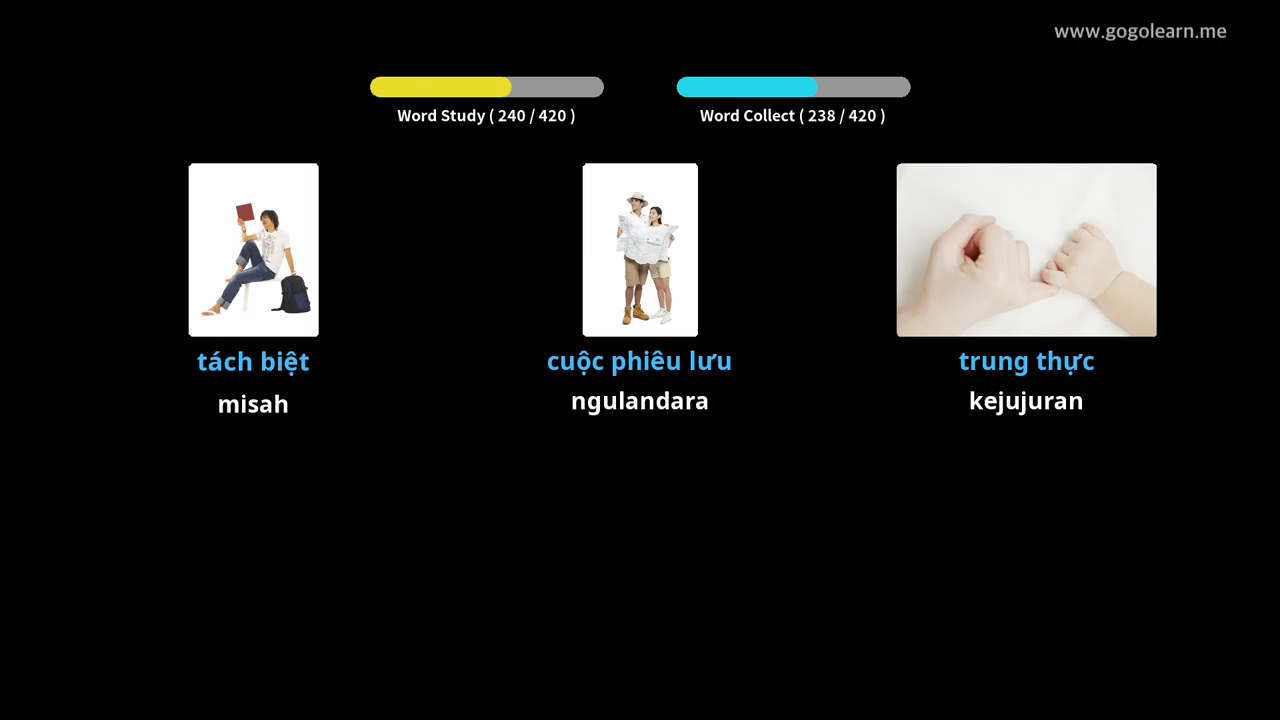 www.gogolearn.me
Word Study ( 240 / 420 )
Word Collect ( 238 / 420 )
tách biệt
misah
cuộc phiêu lưu
ngulandara
trung thực
kejujuran